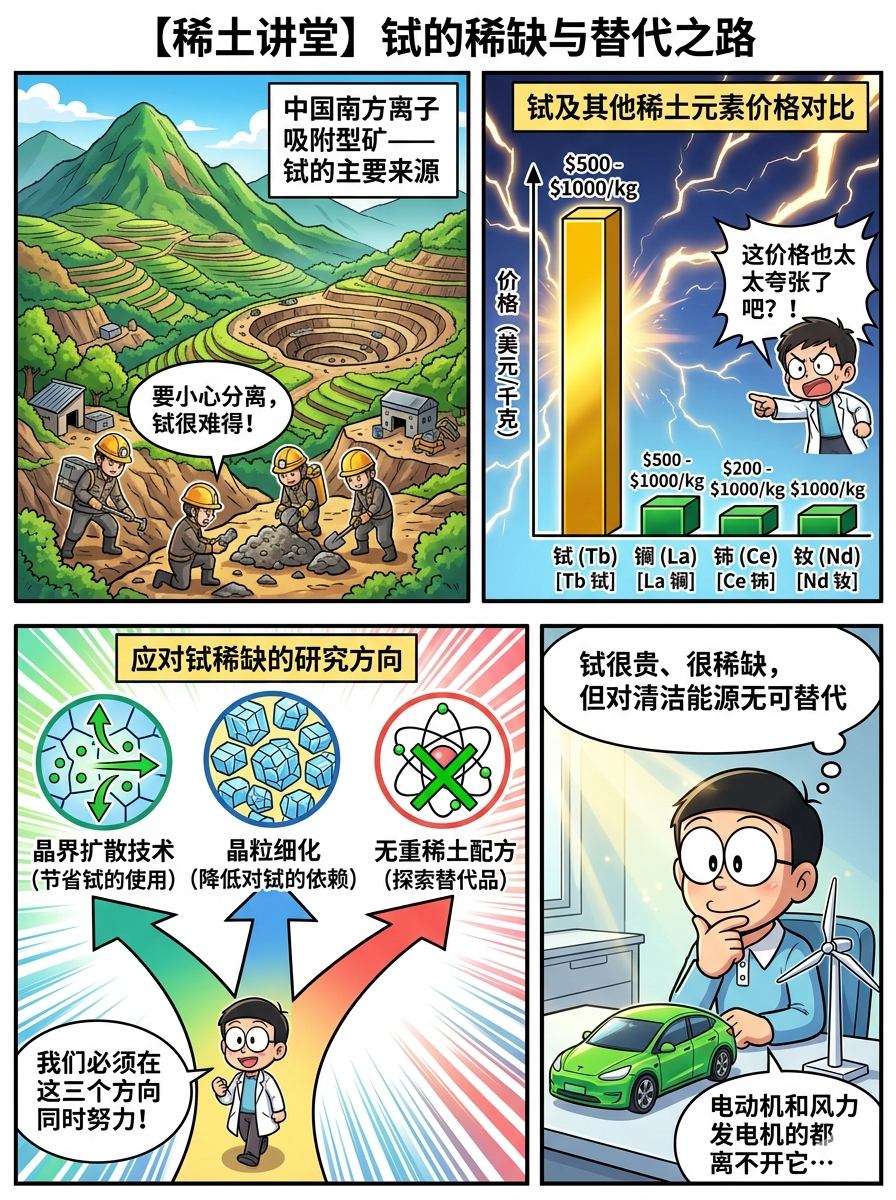 【稀土讲堂】铽的稀缺与替代之路
中国南方离子
吸附型矿——
铽的主要来源
要小心分离，
铽很难得！
铽及其他稀土元素价格对比
$500 -
$1000/kg
价格（美元/千克）
这价格也太
太夸张了
吧？！
$500 -
$1000/kg
$200 -
$1000/kg
$1000/kg
铽 (Tb)
[Tb 铽]
镧 (La)
[La 镧]
铈 (Ce)
[Ce 铈]
钕 (Nd)
[Nd 钕]
应对铽稀缺的研究方向
晶界扩散技术
（节省铽的使用）
晶粒细化
（降低对铽的依赖）
无重稀土配方
（探索替代品）
我们必须在
这三个方向
同时努力！
铽很贵、很稀缺，
但对清洁能源无可替代
电动机和风力
发电机的都
离不开它…